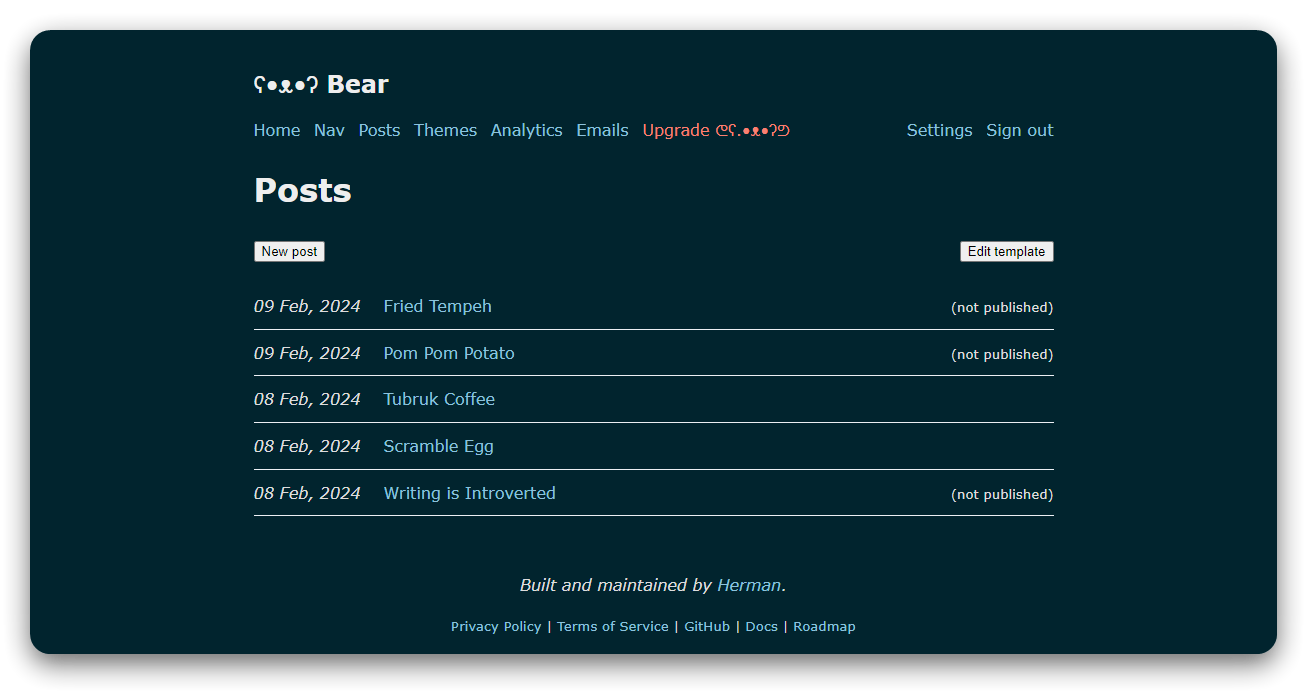 ʕ•ᴥ•ʔ Bear
Home Nav Posts Themes Analytics Emails Upgrade ᕦʕ.•ᴥ•ʔᕤ Settings Sign out
Posts
New post Edit template
09 Feb, 2024 Fried Tempeh (not published)
09 Feb, 2024 Pom Pom Potato (not published)
08 Feb, 2024 Tubruk Coffee
08 Feb, 2024 Scramble Egg
08 Feb, 2024 Writing is Introverted (not published)
Built and maintained by Herman.
Privacy Policy | Terms of Service | GitHub | Docs | Roadmap